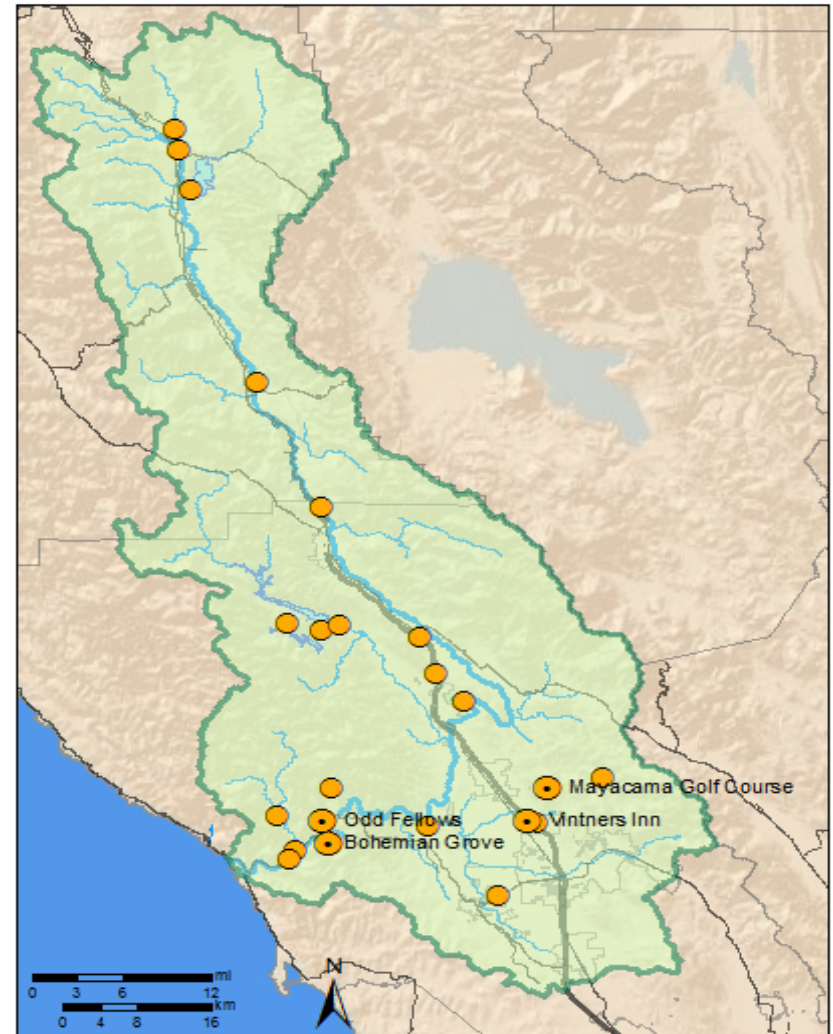 Mayacama Golf Course
Odd Fellows
Vintners Inn
Bohemian Grove
N
mi
0 3 6 12
km
0 4 8 16